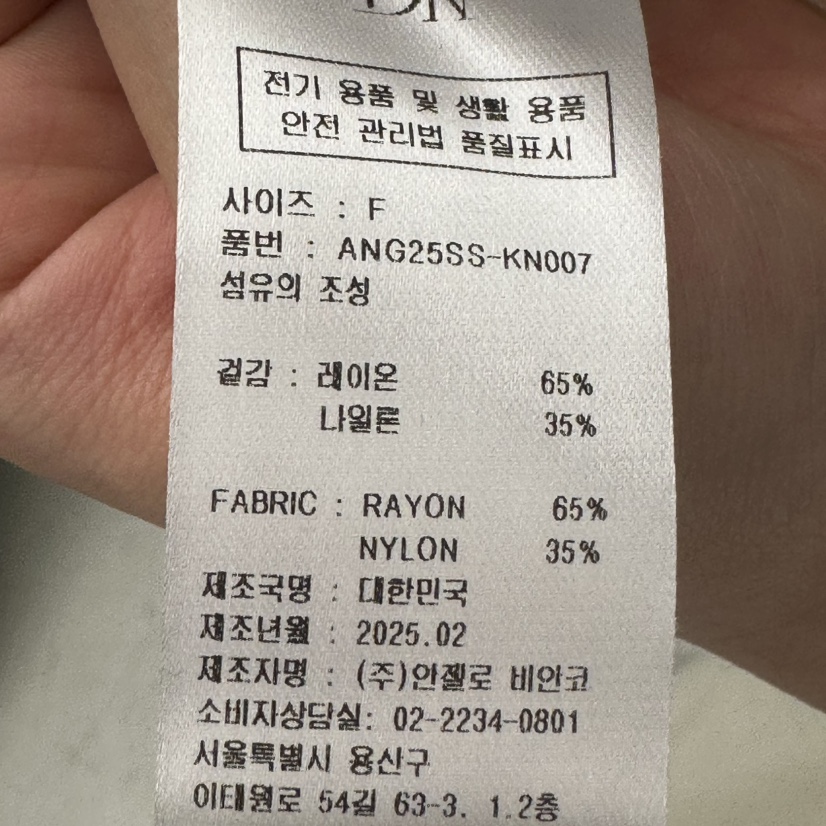 전기 용품 및 생활 용품
안전 관리법 품질표시
사이즈 : F
품번 : ANG25SS-KN007
섬유의 조성
겉감 : 레이온 65%
나일론 35%
FABRIC : RAYON 65%
NYLON 35%
제조국명 : 대한민국
제조년월 : 2025.02
제조자명 : (주)안젤로 비안코
소비자상담실: 02-2234-0801
서울특별시 용산구
이태원로 54길 63-3. 1.2층